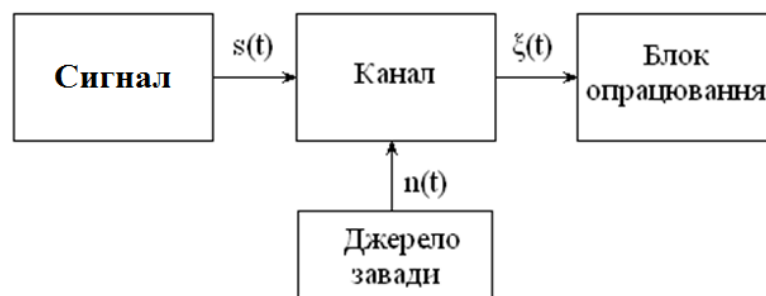 Сигнал
s(t)
Канал
ξ(t)
Блок
опрацювання
n(t)
Джерело
завади